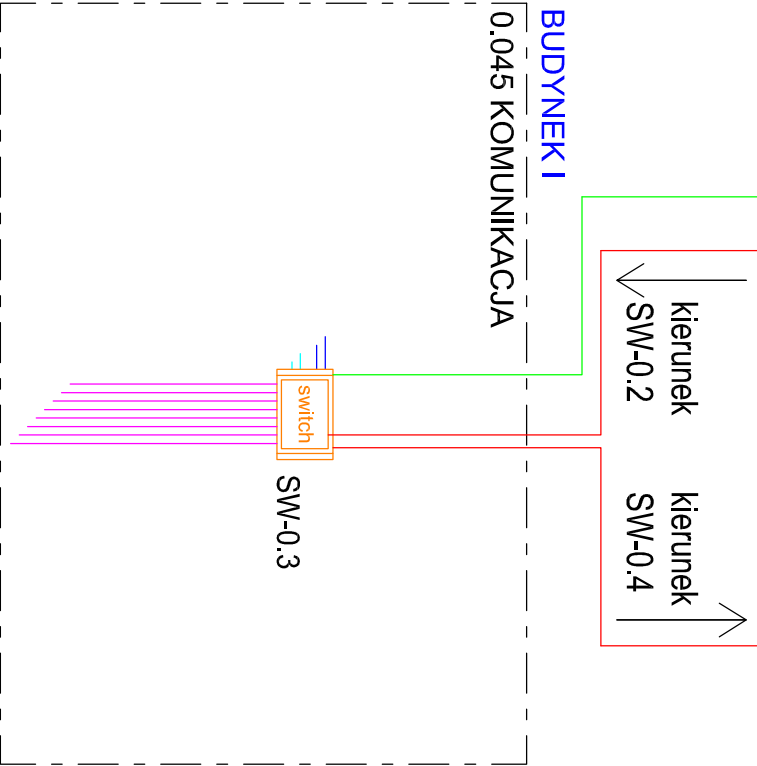 BUDYNEK I
0.045 KOMUNIKACJA
kierunek
SW-0.2
kierunek
SW-0.4
switch
SW-0.3